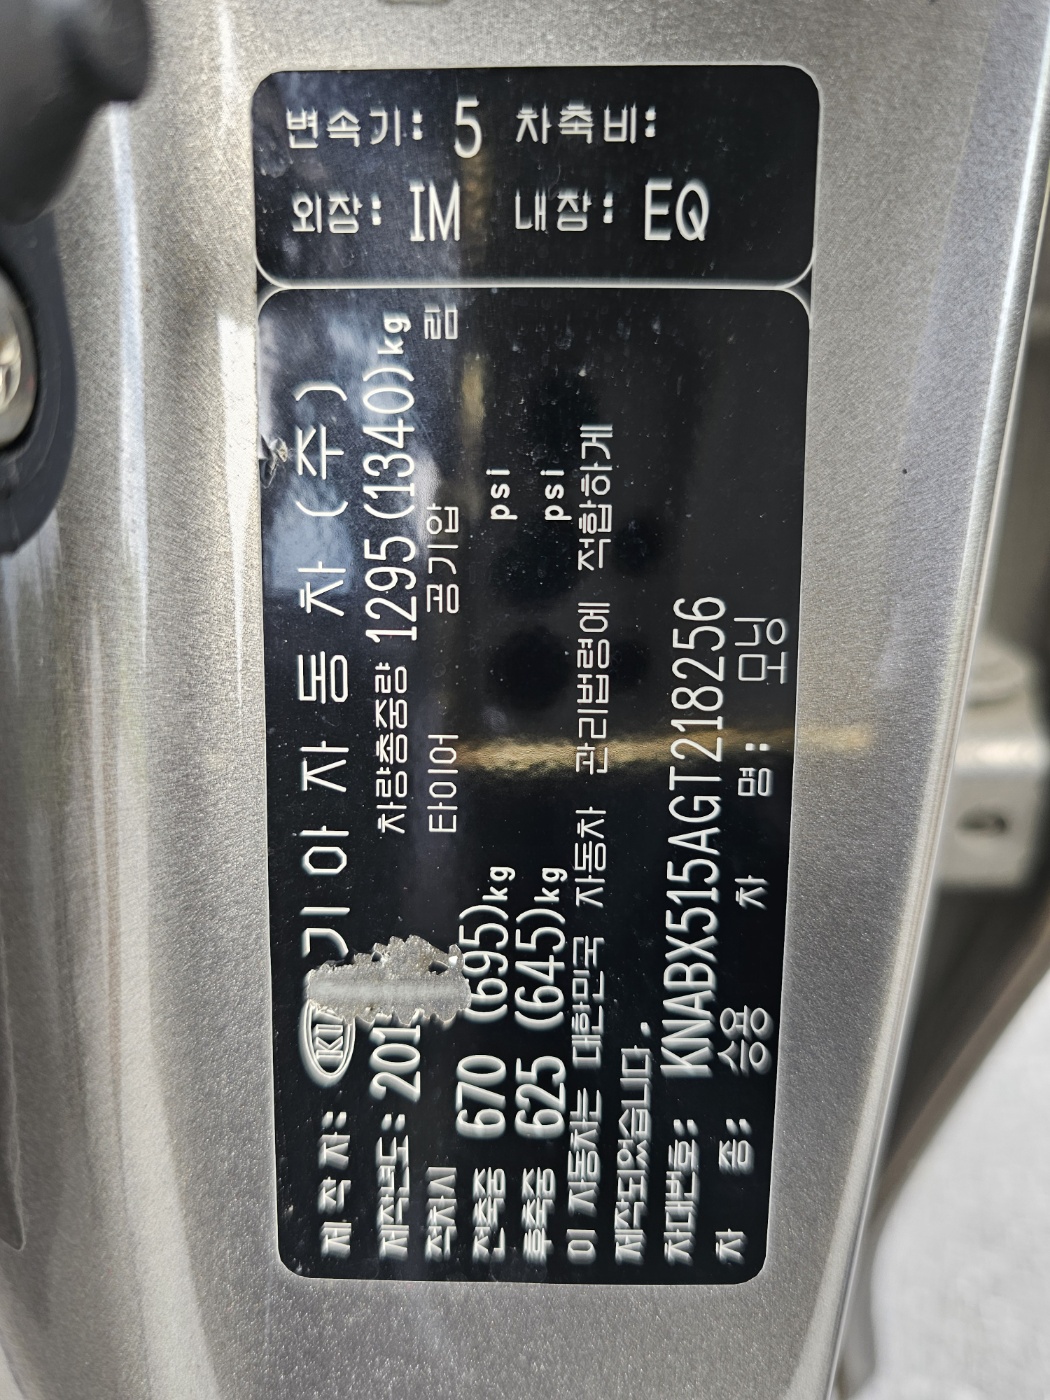 변속기: 5 차축비:
외장: IM 내장: EQ
제 작 자: KIA 기 아 자 동 차 (주)
제작년도: 201 차량총중량 1295(1340)kg
적차시 타이어 공기압 림
전축중 670 (695)kg psi
후축중 625 (645)kg psi
이 자동차는 대한민국 자동차 관리법령에 적합하게
제작되었습니다.
차대번호: KNABX515AGT218256
차 종: 승용 차 명: 모닝